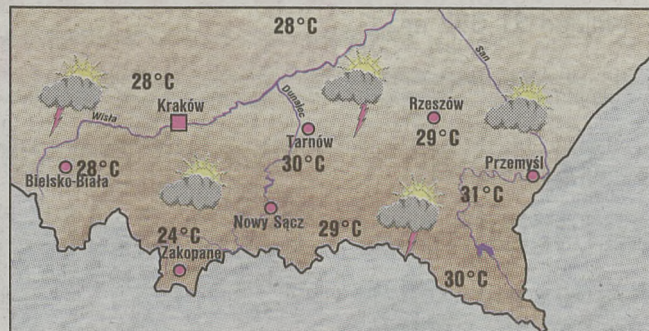 28°C
28°C
Kraków
Wisła
Dunajec
San
Tarnów
Rzeszów
29°C
30°C
Przemyśl
28°C
Bielsko-Biała
31°C
Nowy Sącz
24°C
Zakopane
29°C
30°C